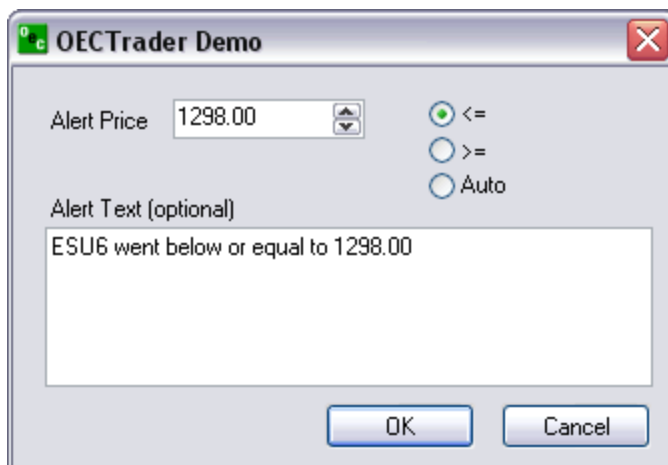 Oec OECTrader Demo
Alert Price 1298.00
<=
>=
Auto
Alert Text (optional)
ESU6 went below or equal to 1298.00
OK Cancel